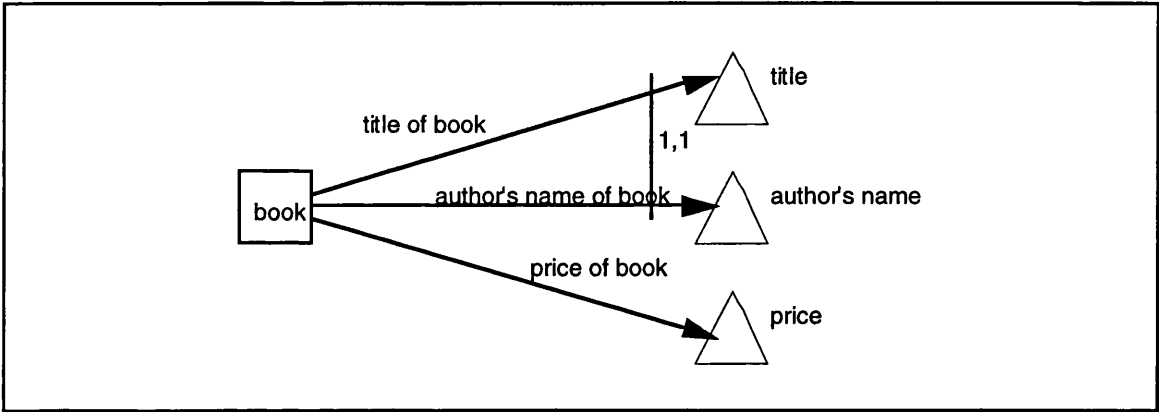 title
title of book
1,1
author's name of book
author's name
book
price of book
price